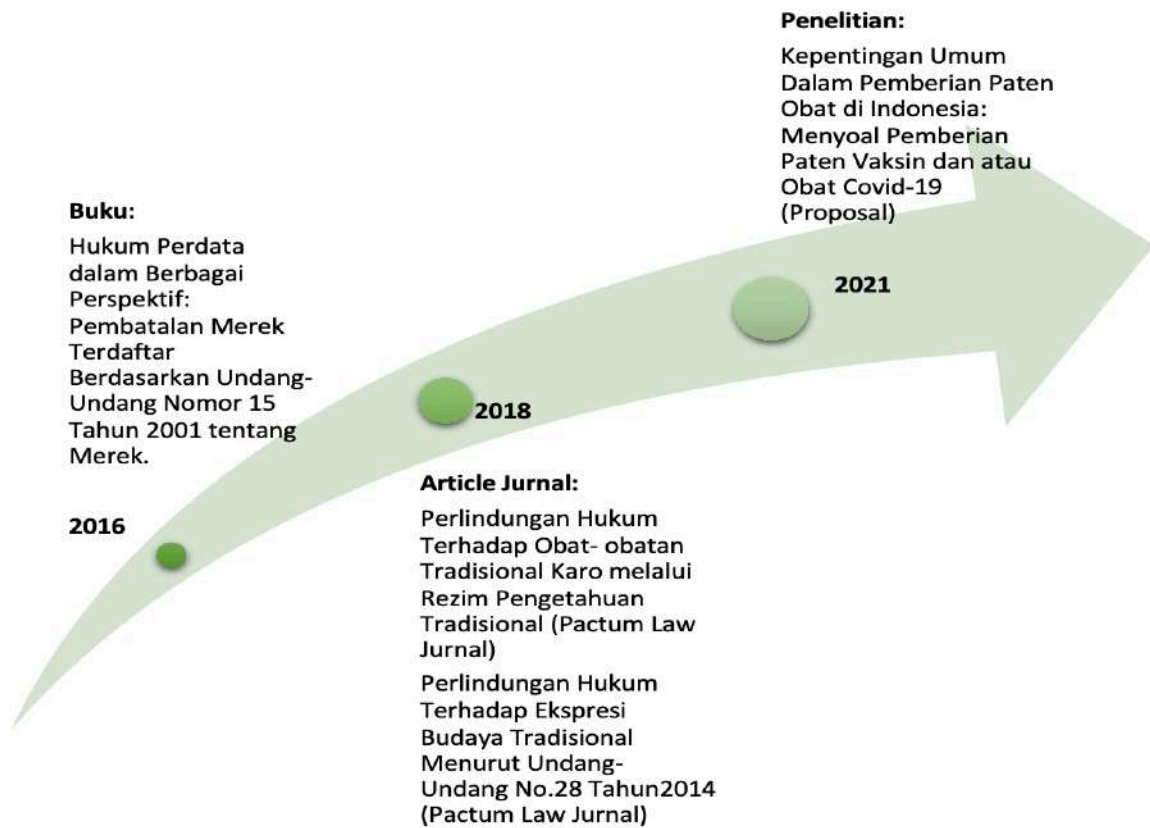 Buku:
Hukum Perdata
dalam Berbagai
Perspektif:
Pembatalan Merek
Terdaftar
Berdasarkan Undang-
Undang Nomor 15
Tahun 2001 tentang
Merek.
2016
2018
Article Jurnal:
Perlindungan Hukum
Terhadap Obat- obatan
Tradisional Karo melalui
Rezim Pengetahuan
Tradisional (Pactum Law
Jurnal)
Perlindungan Hukum
Terhadap Ekspresi
Budaya Tradisional
Menurut Undang-
Undang No.28 Tahun2014
(Pactum Law Jurnal)
Penelitian:
Kepentingan Umum
Dalam Pemberian Paten
Obat di Indonesia:
Menyoal Pemberian
Paten Vaksin dan atau
Obat Covid-19
(Proposal)
2021